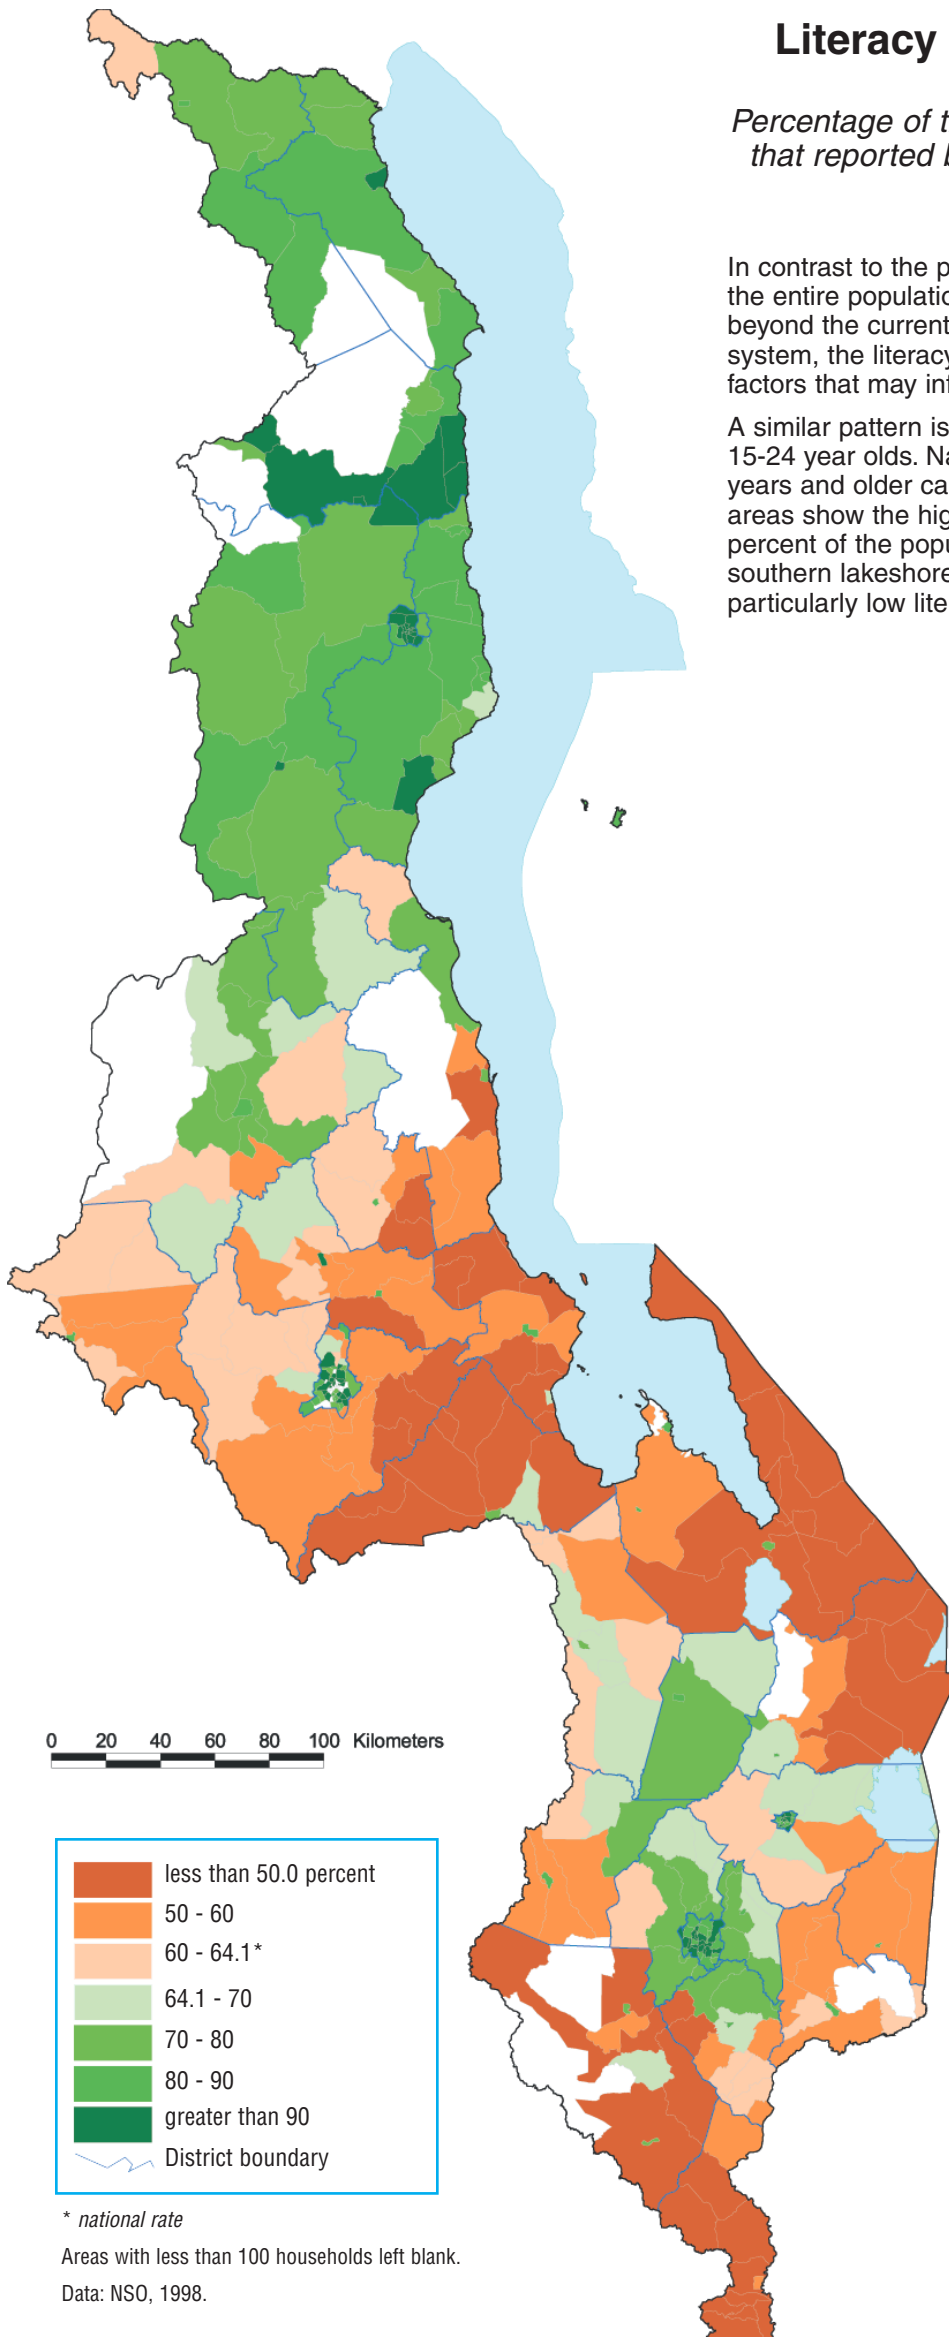 Literacy
Percentage of t
that reported b
In contrast to the p
the entire populatio
beyond the current
system, the literacy
factors that may inf
A similar pattern is
15-24 year olds. Na
years and older ca
areas show the hig
percent of the popu
southern lakeshore
particularly low lite
0 20 40 60 80 100 Kilometers
less than 50.0 percent
50 - 60
60 - 64.1*
64.1 - 70
70 - 80
80 - 90
greater than 90
District boundary
* national rate
Areas with less than 100 households left blank.
Data: NSO, 1998.